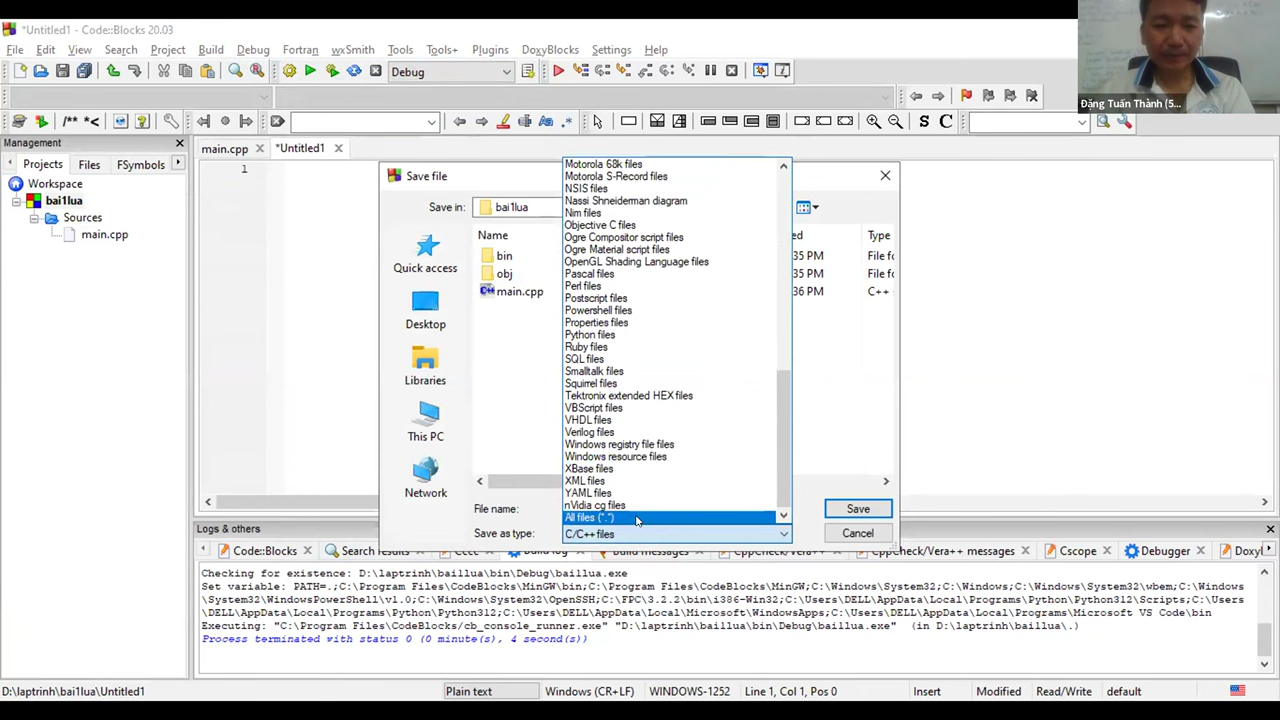 *Untitled1 - Code::Blocks 20.03
File Edit View Search Project Build Debug Fortran wxSmith Tools Tools+ Plugins DoxyBlocks Settings Help
Debug
Đặng Tuấn Thành (5...
/** *<
S C
Management
main.cpp *Untitled1
Projects Files FSymbols
1
Workspace
bai1lua
Sources
main.cpp
Save file
Save in: bai1lua
Name
ed Type
bin
35 PM File fo
obj
35 PM File fo
main.cpp
36 PM C++
Quick access
Desktop
Libraries
This PC
Network
Motorola 68k files
Motorola S-Record files
NSIS files
Nassi Shneiderman diagram
Nim files
Objective C files
Ogre Compositor script files
Ogre Material script files
OpenGL Shading Language files
Pascal files
Perl files
Postscript files
Powershell files
Properties files
Python files
Ruby files
SQL files
Smalltalk files
Squirrel files
Tektronix extended HEX files
VBScript files
VHDL files
Verilog files
Windows registry file files
Windows resource files
XBase files
XML files
YAML files
nVidia cg files
All files (*.*)
File name:
Save
Save as type: C/C++ files
Cancel
Logs & others
Code::Blocks Search results Cccc Build log Build messages CppCheck/Vera++ CppCheck/Vera++ messages Cscope Debugger Doxyl
Checking for existence: D:\laptrinh\bai1lua\bin\Debug\bai1lua.exe
Set variable: PATH=.;C:\Program Files\CodeBlocks\MinGW\bin;C:\Program Files\CodeBlocks\MinGW;C:\Windows\System32;C:\Windows;C:\Windows\System32\wbem;C:\Windows
\System32\WindowsPowerShell\v1.0;C:\Windows\System32\OpenSSH;C:\FPC\3.2.2\bin\i386-Win32;C:\Users\DELL\AppData\Local\Programs\Python\Python312\Scripts;C:\Users
\DELL\AppData\Local\Programs\Python\Python312;C:\Users\DELL\AppData\Local\Microsoft\WindowsApps;C:\Users\DELL\AppData\Local\Programs\Microsoft VS Code\bin
Executing: "C:\Program Files\CodeBlocks/cb_console_runner.exe" "D:\laptrinh\bai1lua\bin\Debug\bai1lua.exe" (in D:\laptrinh\bai1lua\.)
Process terminated with status 0 (0 minute(s), 4 second(s))
D:\laptrinh\bai1lua\Untitled1 Plain text Windows (CR+LF) WINDOWS-1252 Line 1, Col 1, Pos 0 Insert Modified Read/Write default